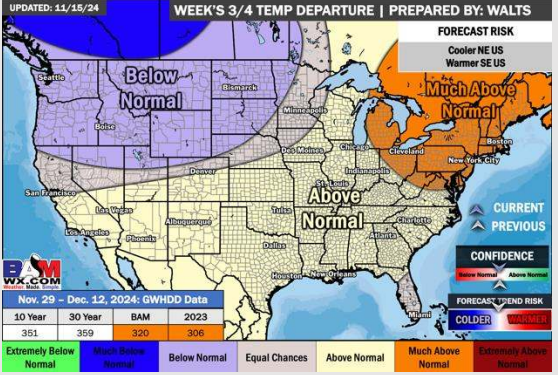 UPDATED: 11/15/24
WEEK'S 3/4 TEMP DEPARTURE | PREPARED BY: WALTS
FORECAST RISK
Cooler NE US
Warmer SE US
Below
Normal
Much Above
Normal
Above
Normal
Seattle
Bismarck
Minneapolis
Boise
Des Moines
Chicago
Cleveland
Boston
New York City
Indianapolis
Denver
St. Louis
San Francisco
Las Vegas
Tulsa
Charlotte
Los Angeles
Albuquerque
Phoenix
Atlanta
Dallas
Houston
New Orleans
Miami
CURRENT
PREVIOUS
CONFIDENCE
Below Normal
Above Normal
FORECAST TREND RISK
COLDER
WARMER
BAM
WX.COM
Weather. Made. Simple.
Nov. 29 – Dec. 12, 2024: GWHDD Data
10 Year 30 Year BAM 2023
351 359 320 306
Extremely Below
Normal
Much Below
Normal
Below Normal
Equal Chances
Above Normal
Much Above
Normal
Extremely Above
Normal